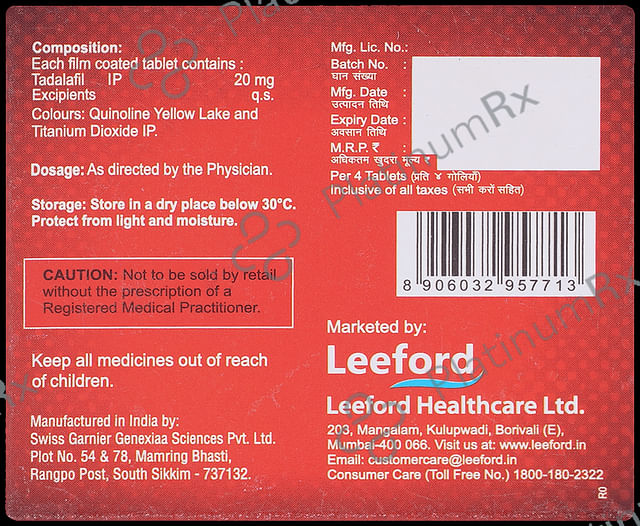 Composition:
Each film coated tablet contains :
Tadalafil IP 20 mg
Excipients q.s.
Colours: Quinoline Yellow Lake and
Titanium Dioxide IP.
Dosage: As directed by the Physician.
Storage: Store in a dry place below 30°C.
Protect from light and moisture.
CAUTION: Not to be sold by retail
without the prescription of a
Registered Medical Practitioner.
Keep all medicines out of reach
of children.
Manufactured in India by:
Swiss Garnier Genexiaa Sciences Pvt. Ltd.
Plot No. 54 & 78, Mamring Bhasti,
Rangpo Post, South Sikkim - 737132.
Mfg. Lic. No.:
Batch No. :
घान संख्या
Mfg. Date :
उत्पादन तिथि
Expiry Date :
अवसान तिथि
M.R.P. ₹ :
अधिकतम खुदरा मूल्य ₹
Per 4 Tablets (प्रति ४ गोलियाँ)
Inclusive of all taxes (सभी करों सहित)
8 906032 957713
Marketed by:
Leeford
Leeford Healthcare Ltd.
203, Mangalam, Kulupwadi, Borivali (E),
Mumbai-400 066. Visit us at: www.leeford.in
Email: customercare@leeford.in
Consumer Care (Toll Free No.) 1800-180-2322
R0
PlatinumRx
PlatinumRx
PlatinumRx